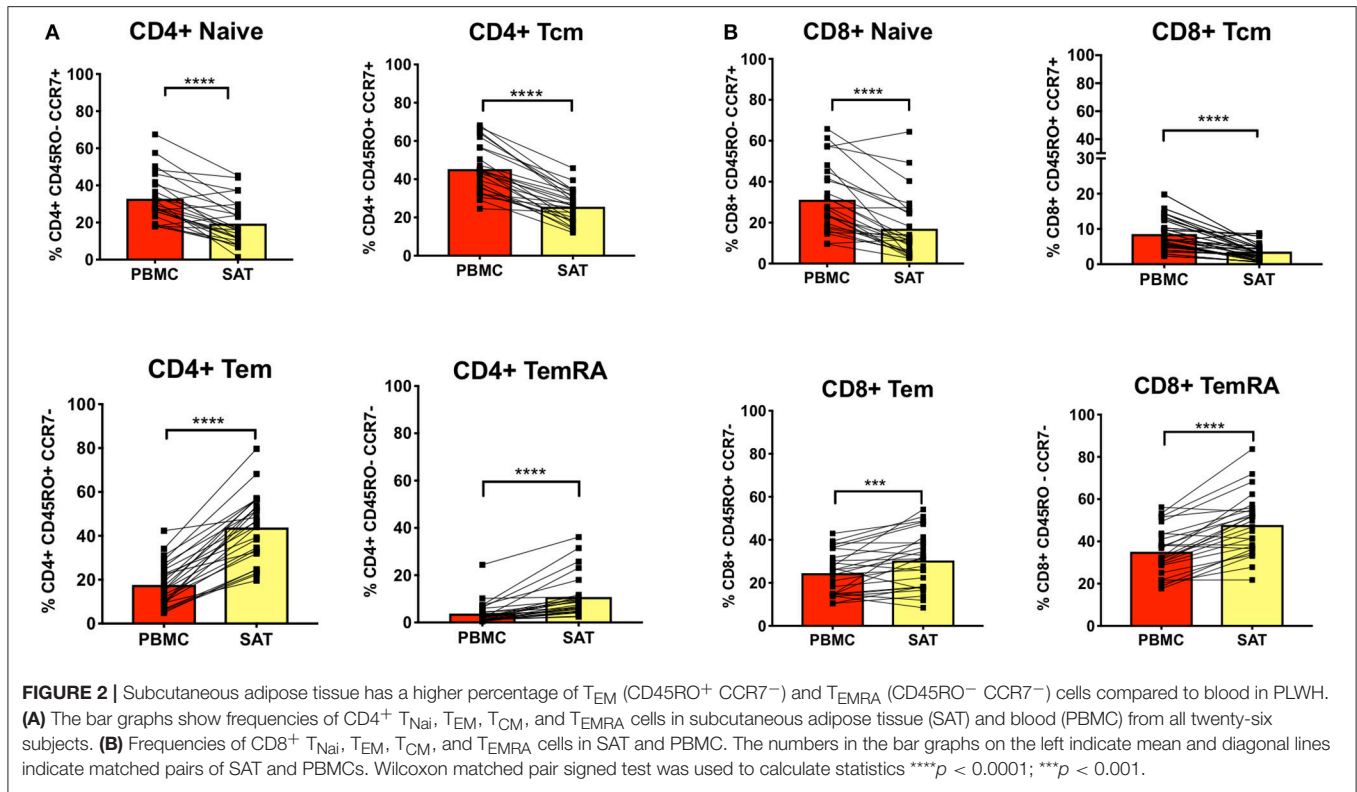 A
CD4+ Naive
% CD4+ CD45RO- CCR7+
100
80
60
40
20
0
****
PBMC
SAT
CD4+ Tcm
% CD4+ CD45RO+ CCR7+
100
80
60
40
20
0
****
PBMC
SAT
B
CD8+ Naive
% CD8+ CD45RO- CCR7+
100
80
60
40
20
0
****
PBMC
SAT
CD8+ Tcm
% CD8+ CD45RO+ CCR7+
100
80
60
40
30
20
10
0
****
PBMC
SAT
CD4+ Tem
% CD4+ CD45RO+ CCR7-
100
80
60
40
20
0
****
PBMC
SAT
CD4+ TemRA
% CD4+ CD45RO- CCR7-
100
80
60
40
20
0
****
PBMC
SAT
CD8+ Tem
% CD8+ CD45RO+ CCR7-
100
80
60
40
20
0
***
PBMC
SAT
CD8+ TemRA
% CD8+ CD45RO - CCR7-
100
80
60
40
20
0
****
PBMC
SAT
FIGURE 2 | Subcutaneous adipose tissue has a higher percentage of TEM (CD45RO+ CCR7−) and TEMRA (CD45RO− CCR7−) cells compared to blood in PLWH.
(A) The bar graphs show frequencies of CD4+ TNai, TEM, TCM, and TEMRA cells in subcutaneous adipose tissue (SAT) and blood (PBMC) from all twenty-six
subjects. (B) Frequencies of CD8+ TNai, TEM, TCM, and TEMRA cells in SAT and PBMC. The numbers in the bar graphs on the left indicate mean and diagonal lines
indicate matched pairs of SAT and PBMCs. Wilcoxon matched pair signed test was used to calculate statistics ****p < 0.0001; ***p < 0.001.